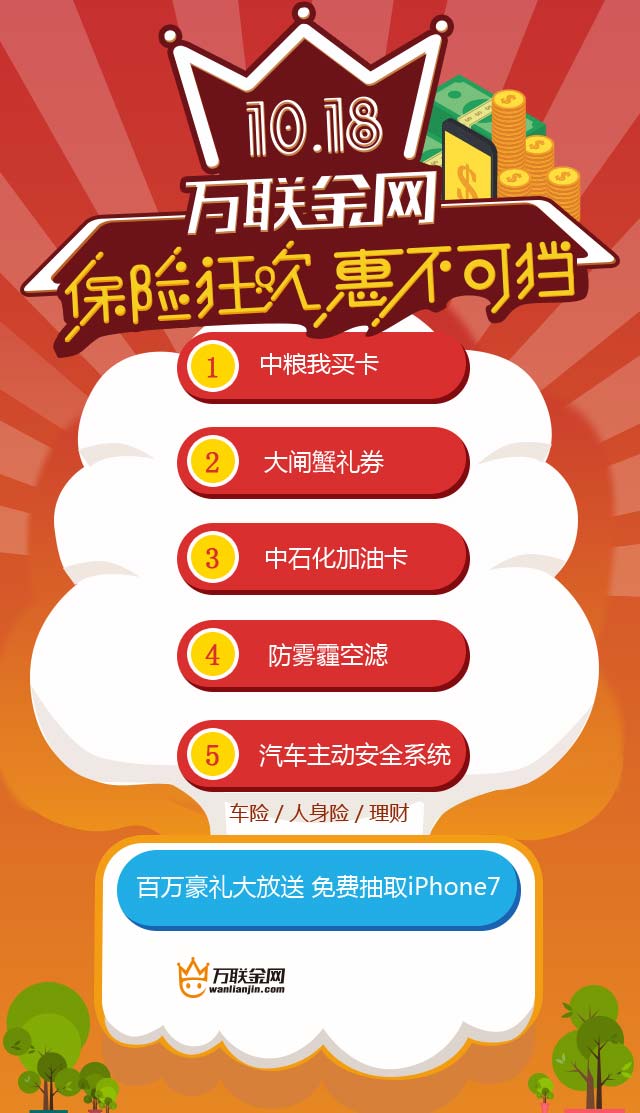 10.18
万联金网
保险狂欢 惠不可挡
1 中粮我买卡
2 大闸蟹礼券
3 中石化加油卡
4 防雾霾空滤
5 汽车主动安全系统
车险 / 人身险 / 理财
百万豪礼大放送 免费抽取iPhone7
万联金网
wanlianjin.com